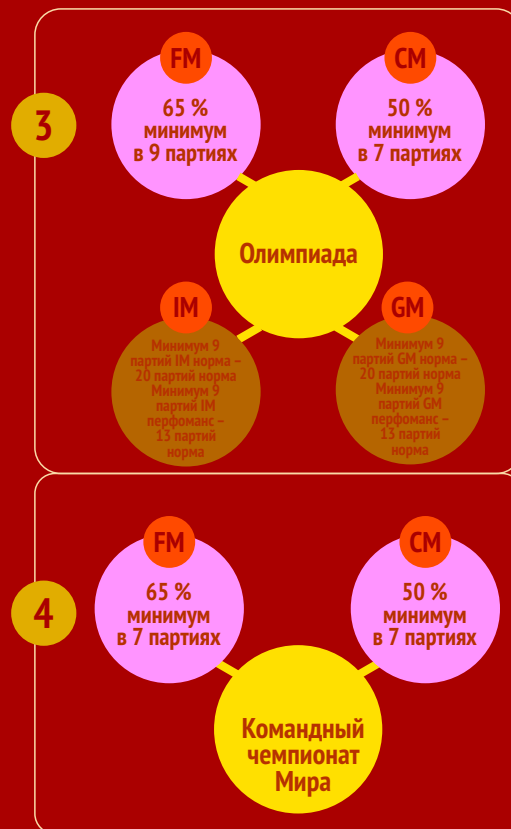 3
FM
65 %
минимум
в 9 партиях
CM
50 %
минимум
в 7 партиях
Олимпиада
IM
Минимум 9
партий IM норма –
20 партий норма
Минимум 9
партий IM
перфоманс –
13 партий
норма
GM
Минимум 9
партий GM норма –
20 партий норма
Минимум 9
партий GM
перфоманс –
13 партий
норма
4
FM
65 %
минимум
в 7 партиях
CM
50 %
минимум
в 7 партиях
Командный
чемпионат
Мира